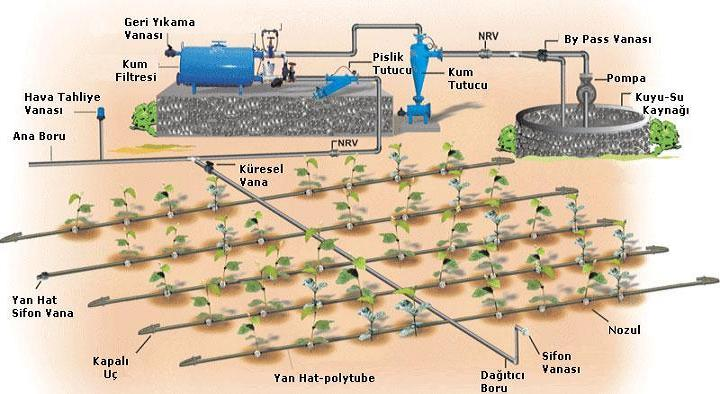 Geri Yıkama
Vanası
Kum
Filtresi
Pislik
Tutucu
Kum
Tutucu
NRV
By Pass Vanası
Pompa
Kuyu-Su
Kaynağı
Hava Tahliye
Vanası
Ana Boru
NRV
Küresel
Vana
Yan Hat
Sifon Vana
Kapalı
Uç
Yan Hat-polytube
Dağıtıcı
Boru
Sifon
Vanası
Nozul